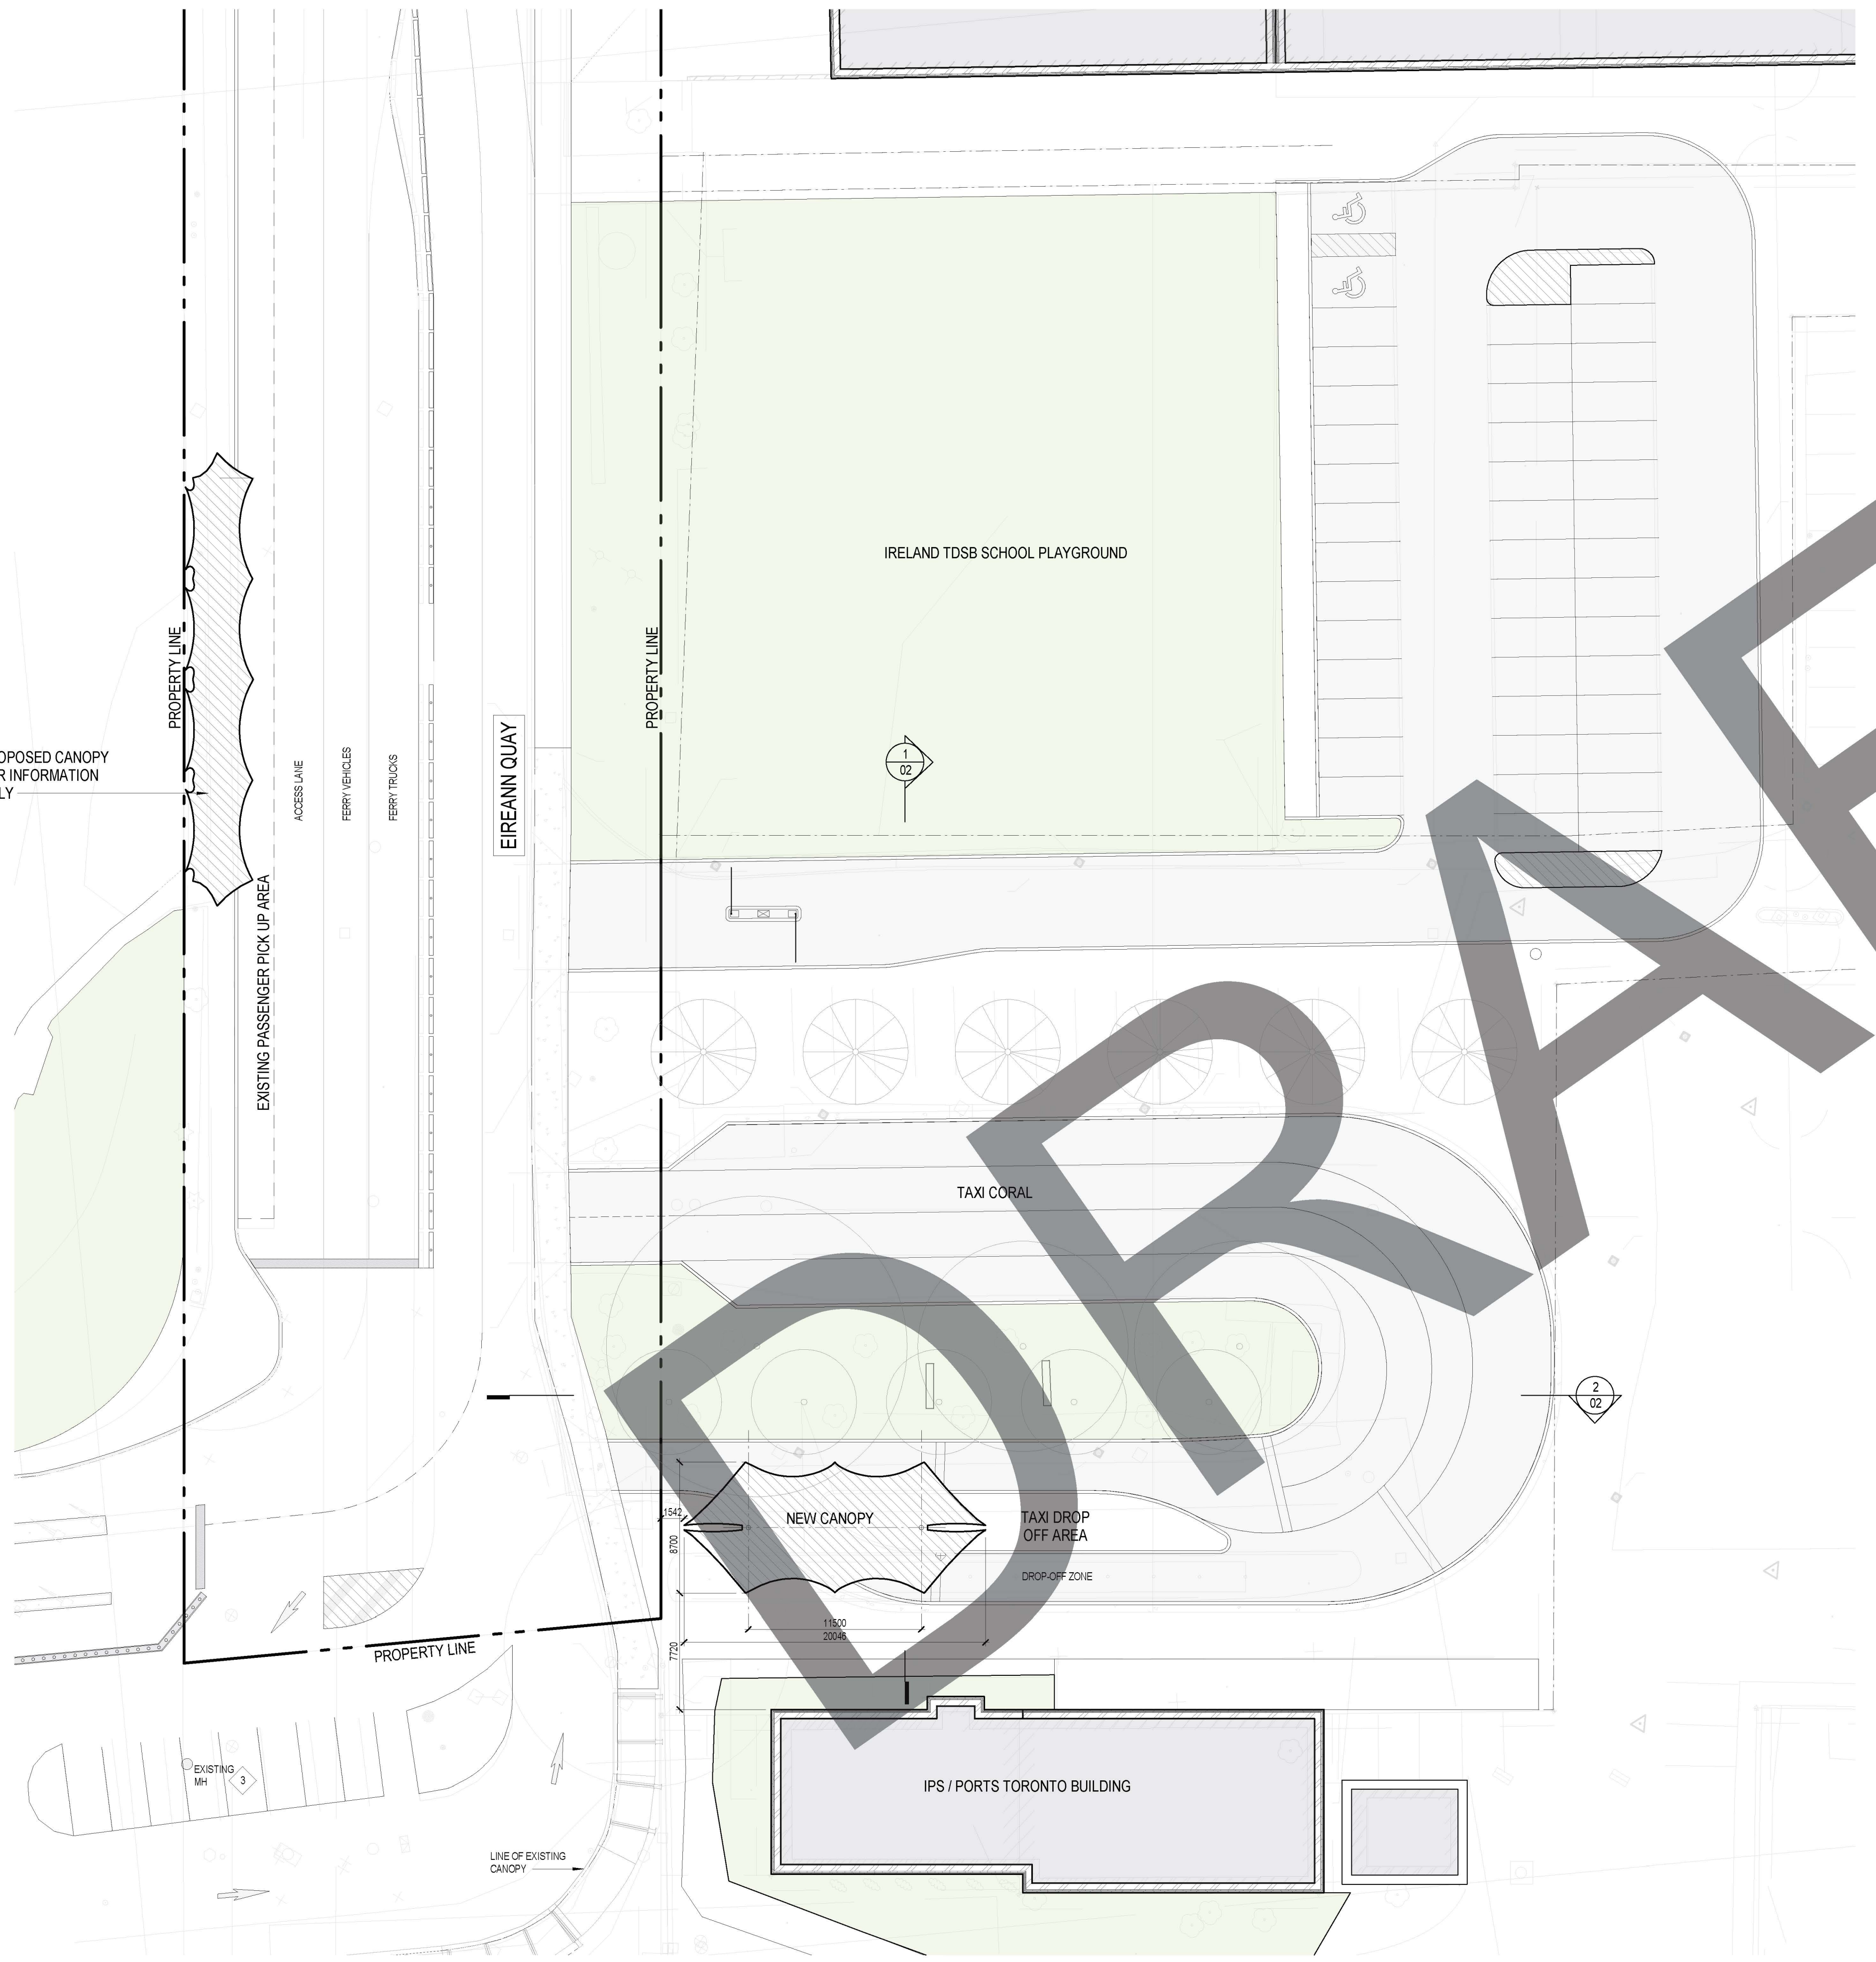 IRELAND TDSB SCHOOL PLAYGROUND
PROPERTY LINE
PROPERTY LINE
OPOSED CANOPY
R INFORMATION
LY
ACCESS LANE
FERRY VEHICLES
FERRY TRUCKS
EIREANN QUAY
1
02
EXISTING PASSENGER PICK UP AREA
TAXI CORAL
2
02
1542
8700
NEW CANOPY
TAXI DROP
OFF AREA
DROP-OFF ZONE
11500
20046
7720
PROPERTY LINE
EXISTING
MH
3
IPS / PORTS TORONTO BUILDING
LINE OF EXISTING
CANOPY
DRAF